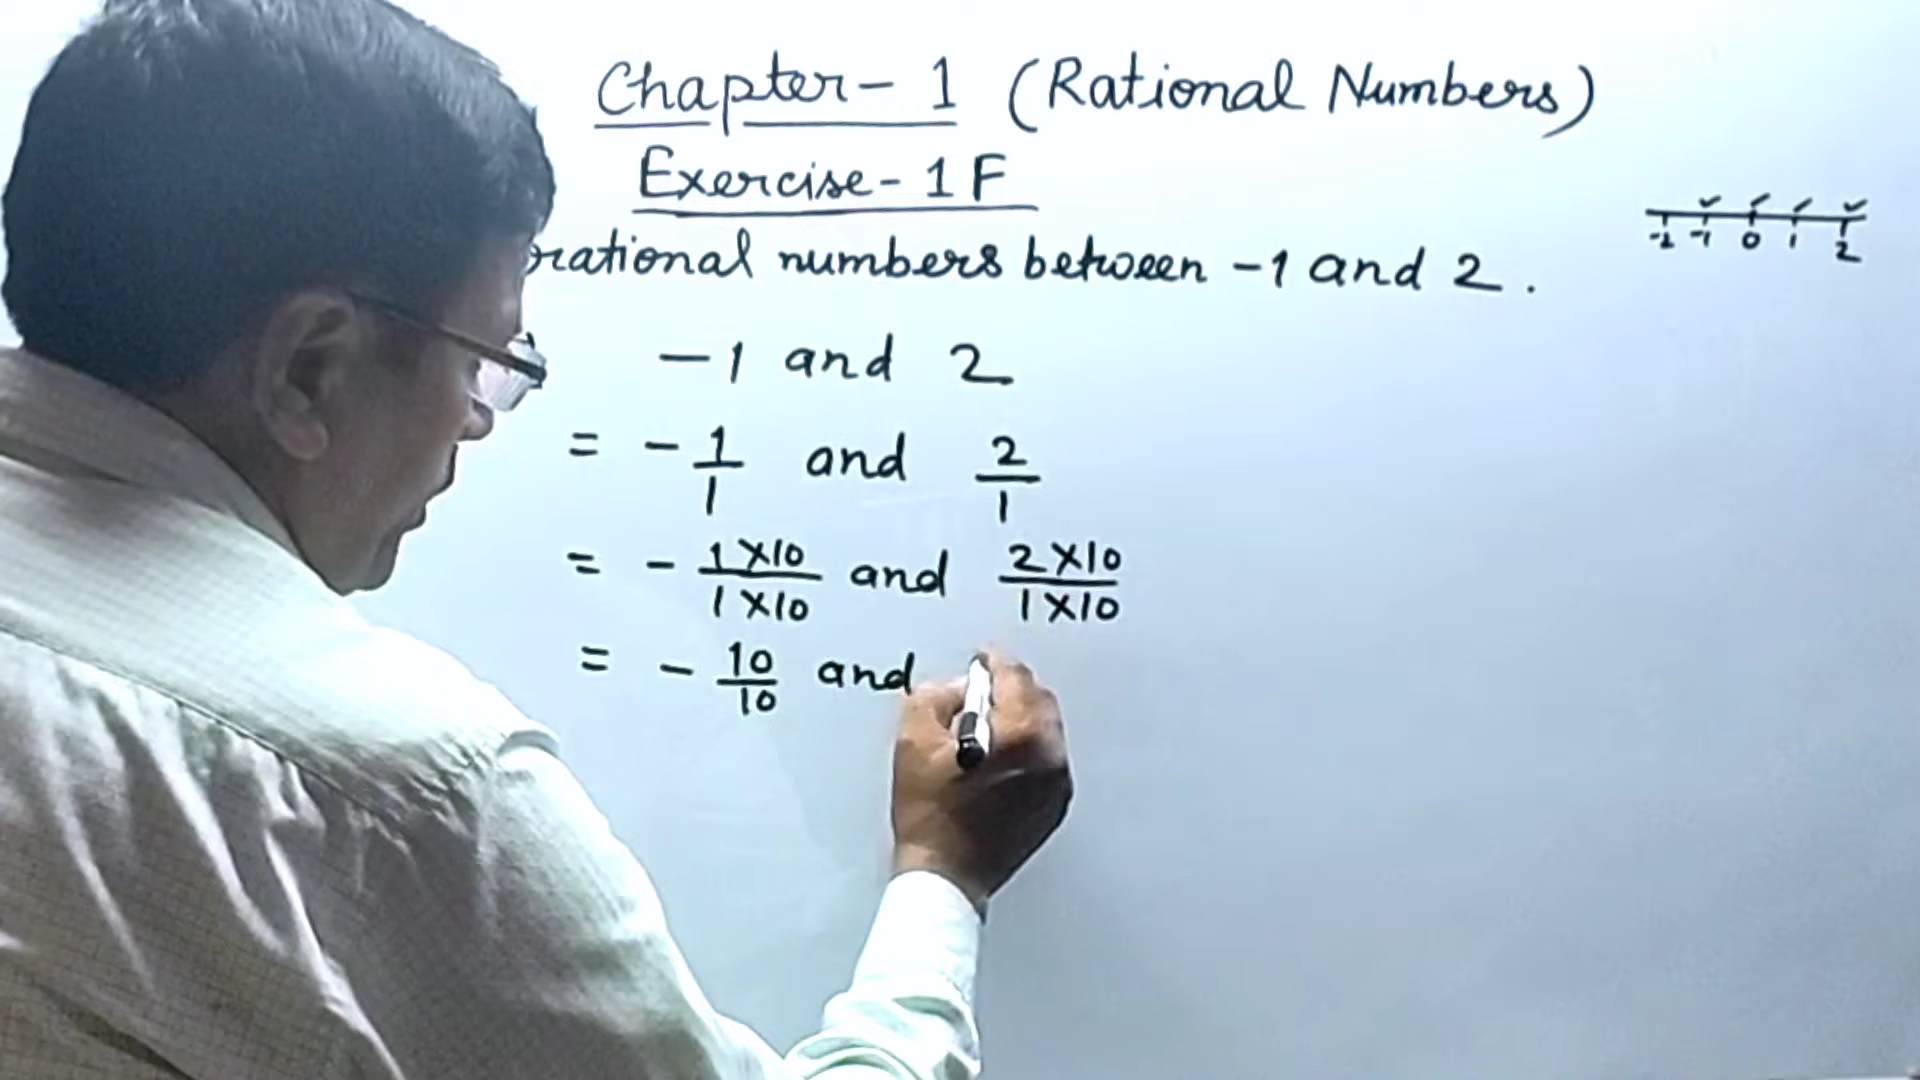 Chapter - 1 (Rational Numbers)
Exercise - 1F
rational numbers between -1 and 2.
-2 -1 0 1 2
-1 and 2
= - 1/1 and 2/1
= - 1×10/1×10 and 2×10/1×10
= - 10/10 and